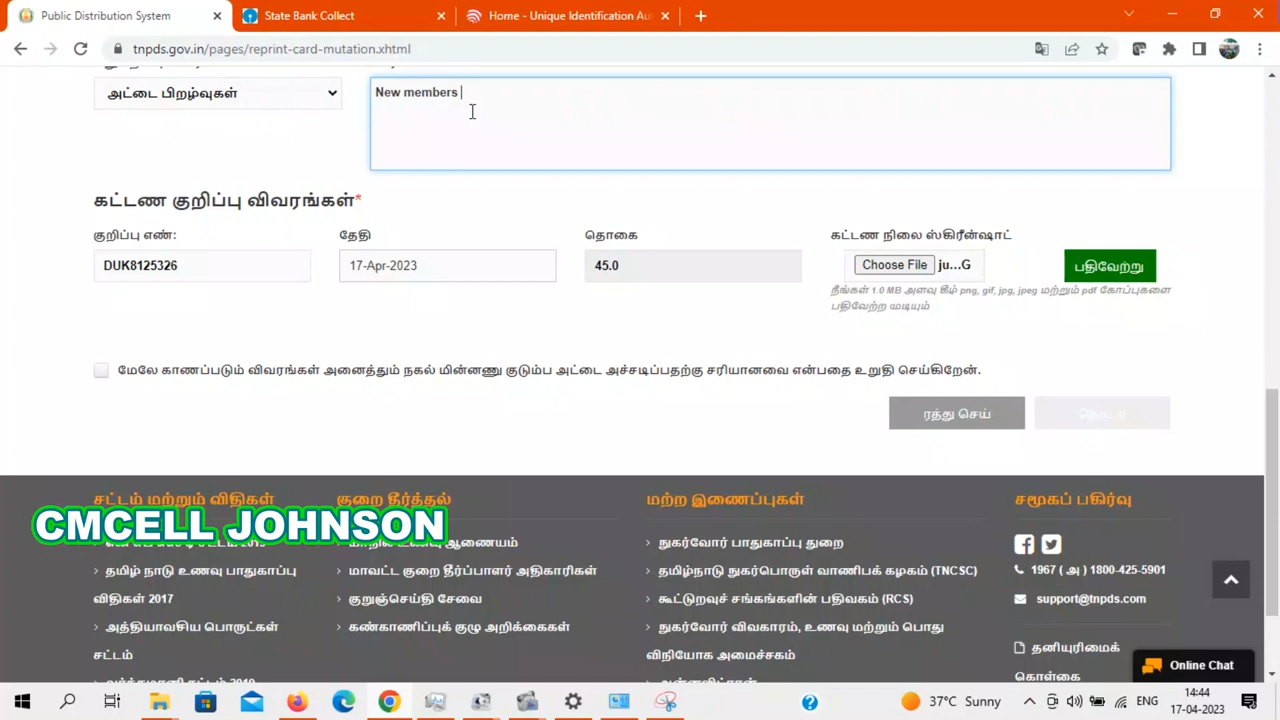 Public Distribution System
State Bank Collect
Home - Unique Identification Au
tnpds.gov.in/pages/reprint-card-mutation.xhtml
அட்டை பிறழ்வுகள்
New members
கட்டண குறிப்பு விவரங்கள்*
குறிப்பு எண்:
தேதி
தொகை
கட்டண நிலை ஸ்கிரீன்ஷாட்
DUK8125326
17-Apr-2023
45.0
Choose File ju...G
பதிவேற்று
நீங்கள் 1.0 MB அளவு கீழ் png, gif, jpg, jpeg மற்றும் pdf கோப்புகளை
பதிவேற்ற முடியும்
மேலே காணப்படும் விவரங்கள் அனைத்தும் நகல் மின்னணு குடும்ப அட்டை அச்சடிப்பதற்கு சரியானவை என்பதை உறுதி செய்கிறேன்.
ரத்து செய்
தொடர
சட்டம் மற்றும் விதிகள்
குறை தீர்த்தல்
மற்ற இணைப்புகள்
சமூகப் பகிர்வு
CMCELL JOHNSON
மாநில உணவு ஆணையம்
நுகர்வோர் பாதுகாப்பு துறை
தமிழ் நாடு உணவு பாதுகாப்பு
விதிகள் 2017
மாவட்ட குறை தீர்ப்பாளர் அதிகாரிகள்
தமிழ்நாடு நுகர்பொருள் வாணிபக் கழகம் (TNCSC)
1967 (அ) 1800-425-5901
குறுஞ்செய்தி சேவை
கூட்டுறவுச் சங்கங்களின் பதிவகம் (RCS)
support@tnpds.com
அத்தியாவசிய பொருட்கள்
சட்டம்
கண்காணிப்புக் குழு அறிக்கைகள்
நுகர்வோர் விவகாரம், உணவு மற்றும் பொது
விநியோக அமைச்சகம்
தனியுரிமைக்
கொள்கை
Online Chat
37°C Sunny
ENG
14:44
17-04-2023